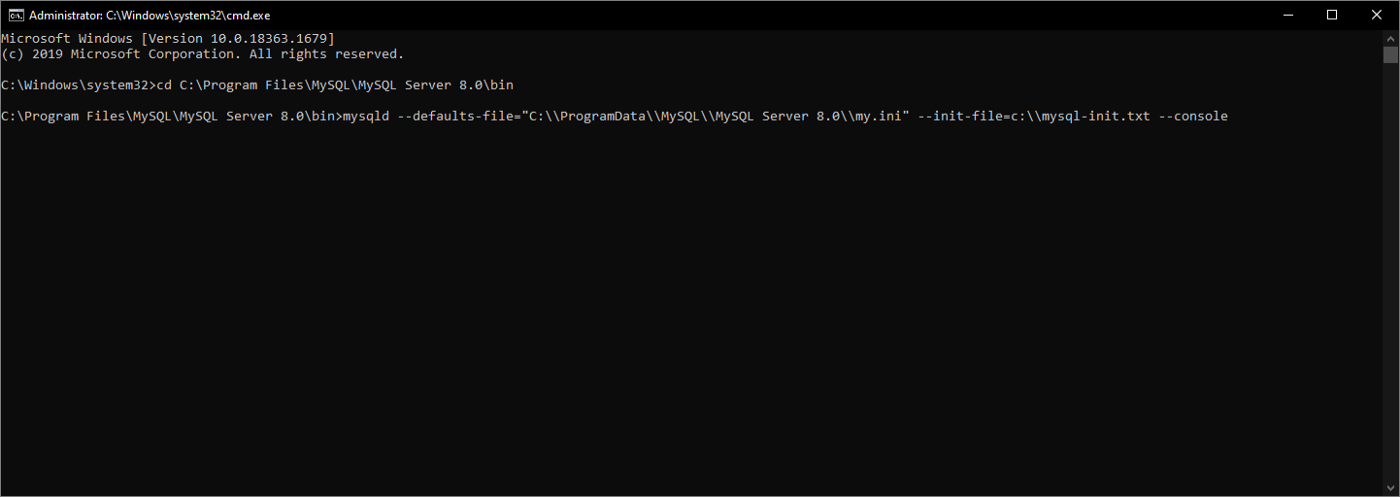 Administrator: C:\Windows\system32\cmd.exe
Microsoft Windows [Version 10.0.18363.1679]
(c) 2019 Microsoft Corporation. All rights reserved.
C:\Windows\system32>cd C:\Program Files\MySQL\MySQL Server 8.0\bin
C:\Program Files\MySQL\MySQL Server 8.0\bin>mysqld --defaults-file="C:\\ProgramData\\MySQL\\MySQL Server 8.0\\my.ini" --init-file=c:\\mysql-init.txt --console